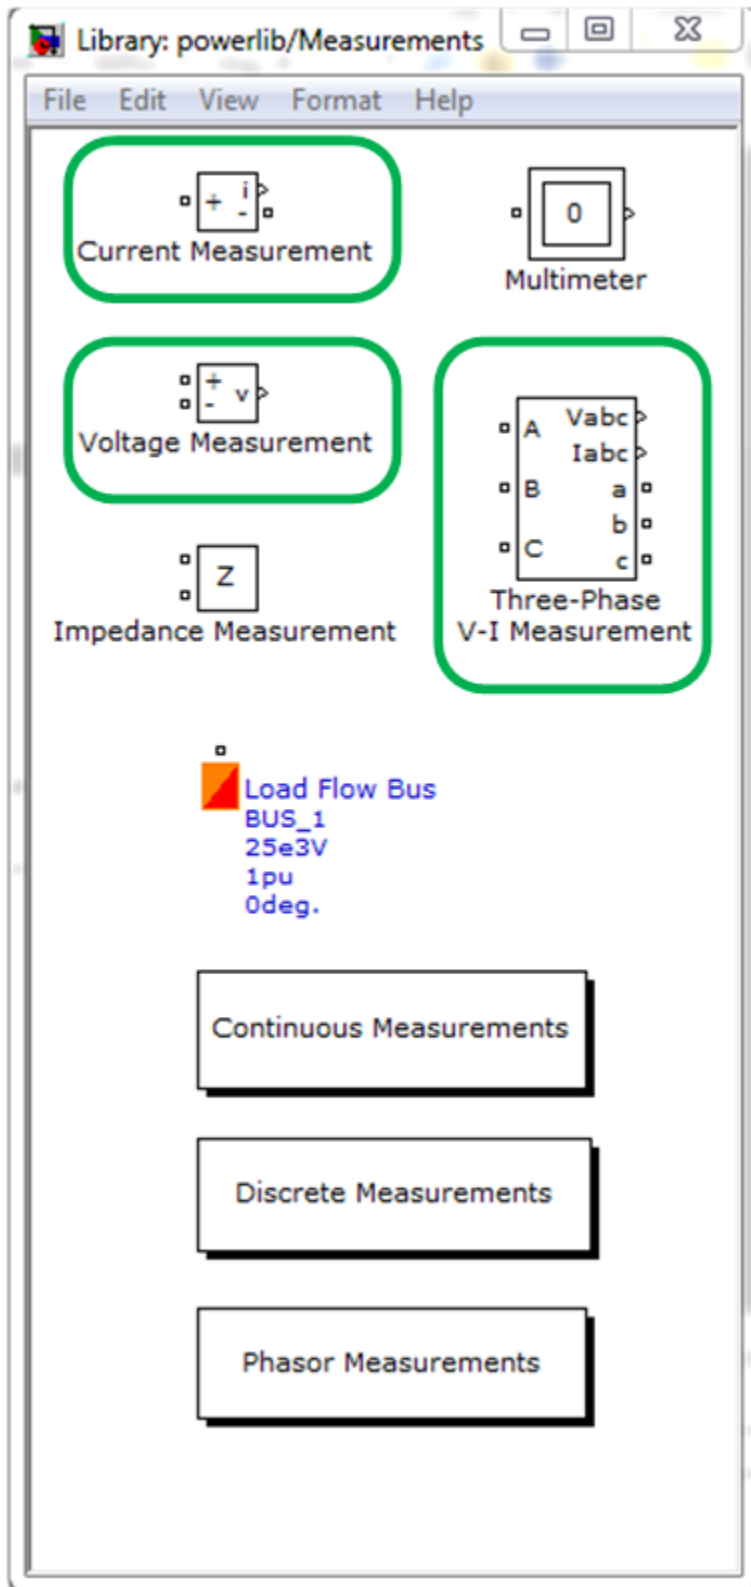 Library: powerlib/Measurements
File Edit View Format Help
+ i
-
Current Measurement
0
Multimeter
+
- v
Voltage Measurement
A Vabc
Iabc
B a
b
C c
Three-Phase
V-I Measurement
Z
Impedance Measurement
Load Flow Bus
BUS_1
25e3V
1pu
0deg.
Continuous Measurements
Discrete Measurements
Phasor Measurements